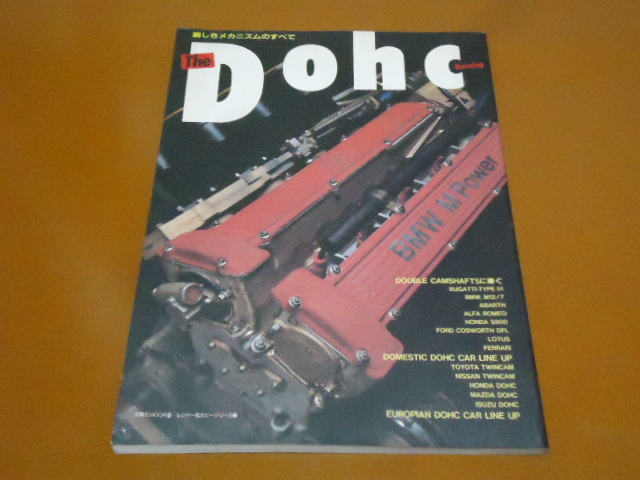 麗しきメカニズムのすべて
The
Dohc
BMW M Power
DOUBLE CAMSHAFTSに輝く
BUGATTI-TYPE 51
BMW M12/7
ABARTH
ALFA ROMEO
HONDA S800
FORD COSWORTH DFL
LOTUS
FERRARI
DOMESTIC DOHC CAR LINE UP
TOYOTA TWINCAM
NISSAN TWINCAM
HONDA DOHC
MAZDA DOHC
ISUZU DOHC
EUROPIAN DOHC CAR LINE UP